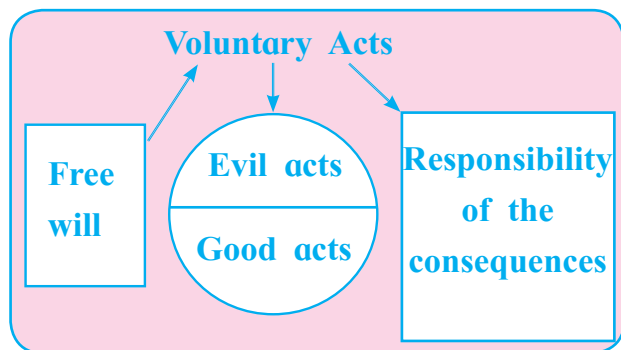 Voluntary Acts
Free
will
Evil acts
Good acts
Responsibility
of the
consequences